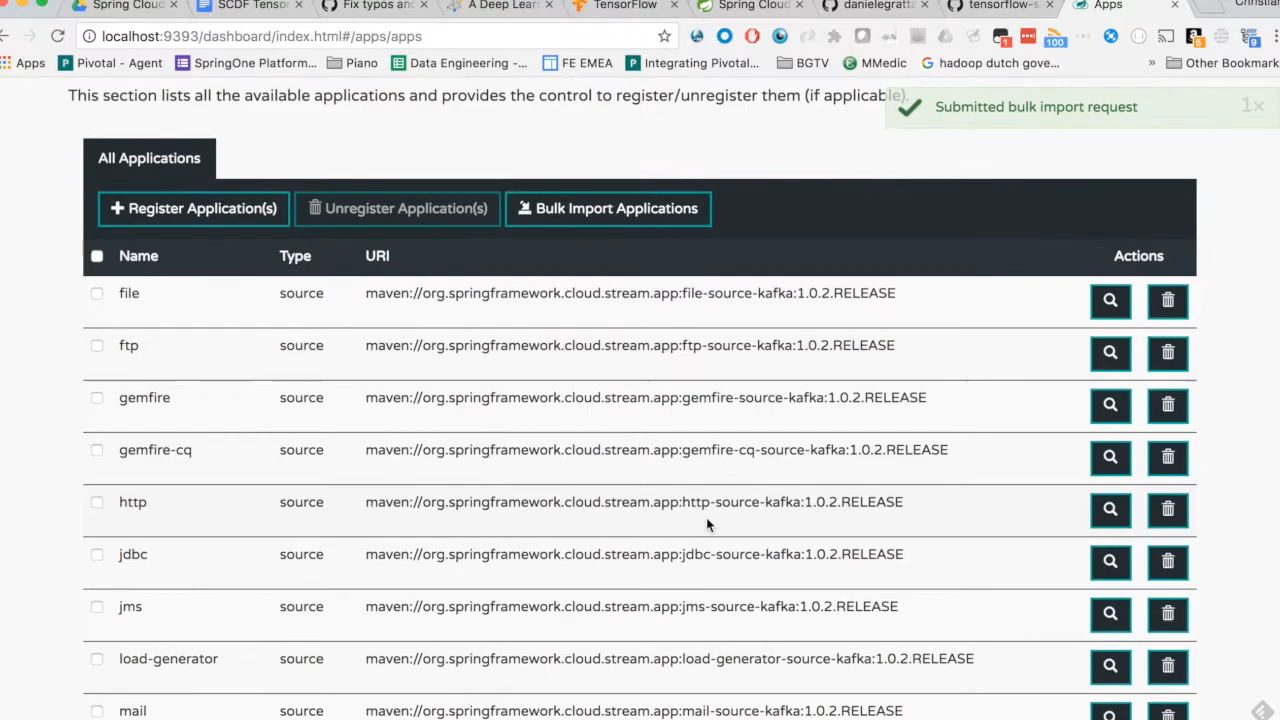 Spring Cloud
SCDF Tensor
Fix typos and
A Deep Lear
TensorFlow
Spring Cloud
danielegratta
tensorflow-s
Apps
Christian
localhost:9393/dashboard/index.html#/apps/apps
1
100
5
9
Apps
Pivotal - Agent
SpringOne Platform...
Piano
Data Engineering -...
FE EMEA
Integrating Pivotal...
BGTV
MMedic
hadoop dutch gove...
»
Other Bookmark
This section lists all the available applications and provides the control to register/unregister them (if applicable).
Submitted bulk import request
1×
All Applications
Register Application(s)
Unregister Application(s)
Bulk Import Applications
Name Type URI Actions
file source maven://org.springframework.cloud.stream.app:file-source-kafka:1.0.2.RELEASE
ftp source maven://org.springframework.cloud.stream.app:ftp-source-kafka:1.0.2.RELEASE
gemfire source maven://org.springframework.cloud.stream.app:gemfire-source-kafka:1.0.2.RELEASE
gemfire-cq source maven://org.springframework.cloud.stream.app:gemfire-cq-source-kafka:1.0.2.RELEASE
http source maven://org.springframework.cloud.stream.app:http-source-kafka:1.0.2.RELEASE
jdbc source maven://org.springframework.cloud.stream.app:jdbc-source-kafka:1.0.2.RELEASE
jms source maven://org.springframework.cloud.stream.app:jms-source-kafka:1.0.2.RELEASE
load-generator source maven://org.springframework.cloud.stream.app:load-generator-source-kafka:1.0.2.RELEASE
mail source maven://org.springframework.cloud.stream.app:mail-source-kafka:1.0.2.RELEASE